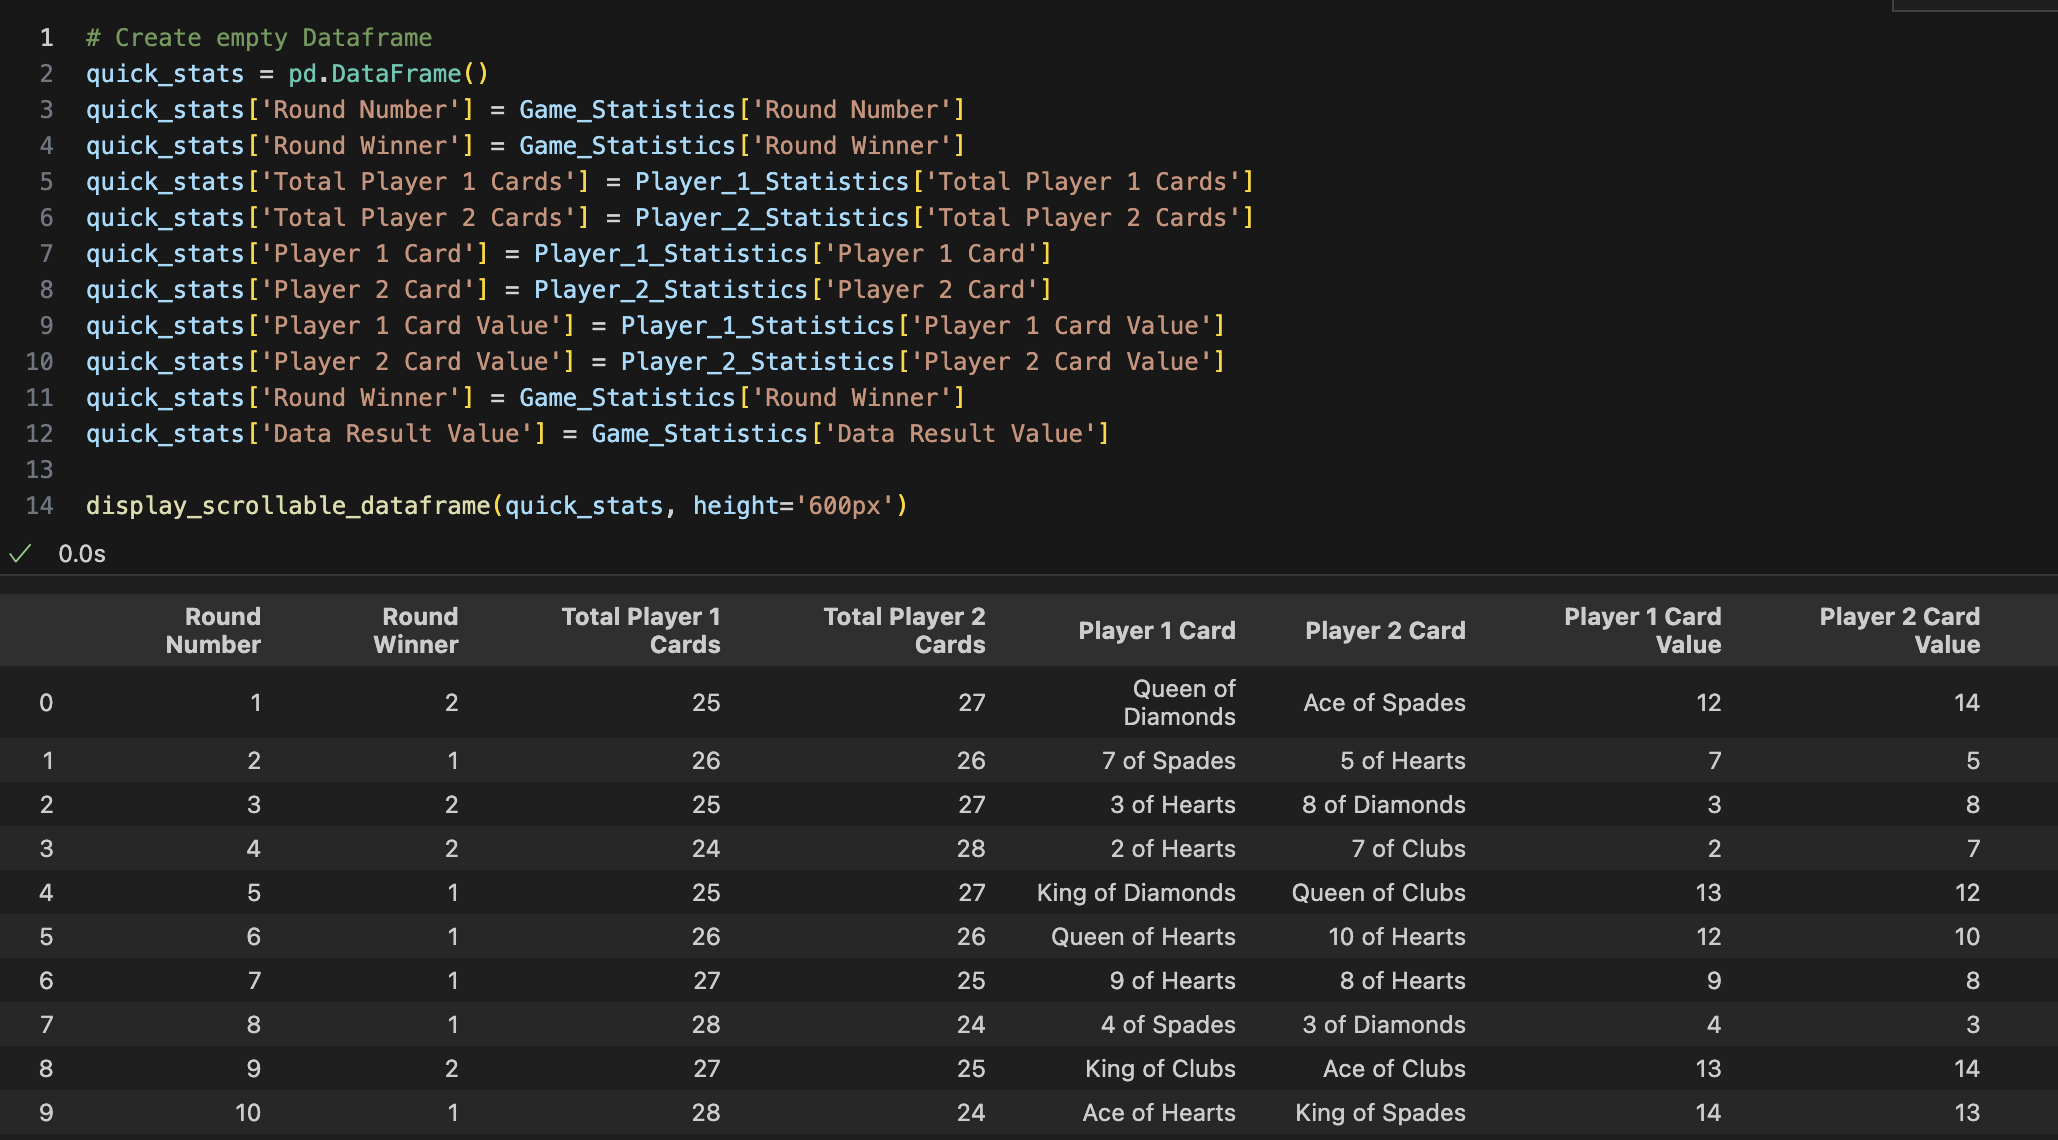 1 # Create empty Dataframe
2 quick_stats = pd.DataFrame()
3 quick_stats['Round Number'] = Game_Statistics['Round Number']
4 quick_stats['Round Winner'] = Game_Statistics['Round Winner']
5 quick_stats['Total Player 1 Cards'] = Player_1_Statistics['Total Player 1 Cards']
6 quick_stats['Total Player 2 Cards'] = Player_2_Statistics['Total Player 2 Cards']
7 quick_stats['Player 1 Card'] = Player_1_Statistics['Player 1 Card']
8 quick_stats['Player 2 Card'] = Player_2_Statistics['Player 2 Card']
9 quick_stats['Player 1 Card Value'] = Player_1_Statistics['Player 1 Card Value']
10 quick_stats['Player 2 Card Value'] = Player_2_Statistics['Player 2 Card Value']
11 quick_stats['Round Winner'] = Game_Statistics['Round Winner']
12 quick_stats['Data Result Value'] = Game_Statistics['Data Result Value']
13
14 display_scrollable_dataframe(quick_stats, height='600px')
0.0s
Round Number Round Winner Total Player 1 Cards Total Player 2 Cards Player 1 Card Player 2 Card Player 1 Card Value Player 2 Card Value
0 1 2 25 27 Queen of Diamonds Ace of Spades 12 14
1 2 1 26 26 7 of Spades 5 of Hearts 7 5
2 3 2 25 27 3 of Hearts 8 of Diamonds 3 8
3 4 2 24 28 2 of Hearts 7 of Clubs 2 7
4 5 1 25 27 King of Diamonds Queen of Clubs 13 12
5 6 1 26 26 Queen of Hearts 10 of Hearts 12 10
6 7 1 27 25 9 of Hearts 8 of Hearts 9 8
7 8 1 28 24 4 of Spades 3 of Diamonds 4 3
8 9 2 27 25 King of Clubs Ace of Clubs 13 14
9 10 1 28 24 Ace of Hearts King of Spades 14 13